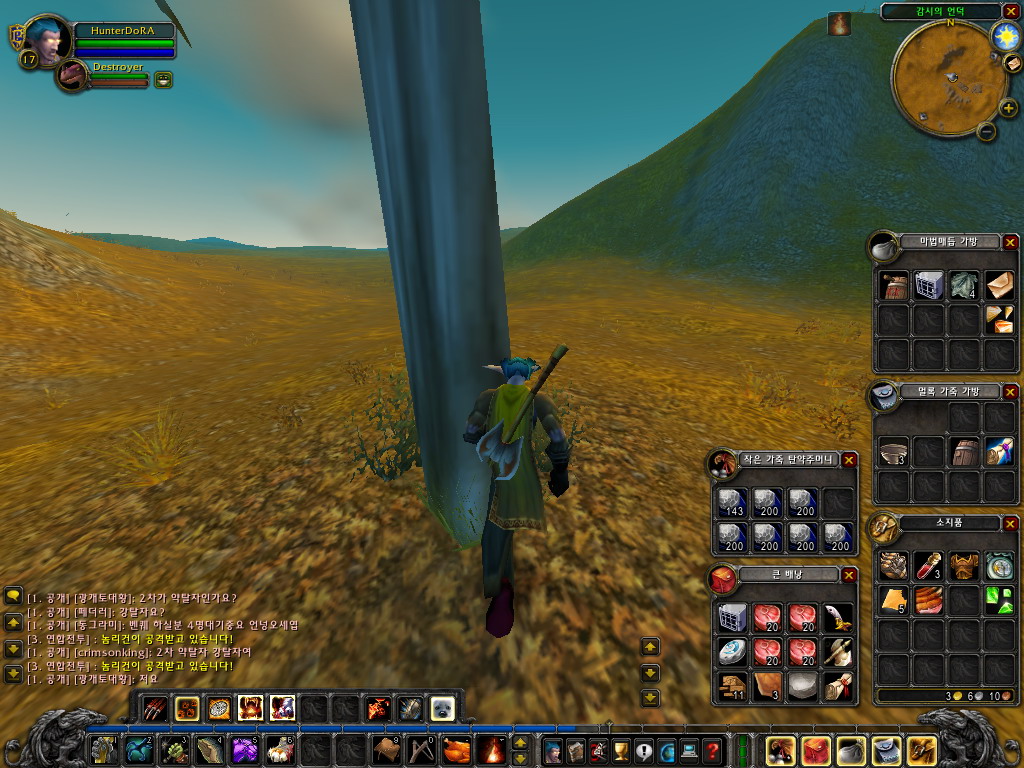 HunterDoRA
17
Destroyer
감시의 언덕
N
마법매듭 가방
4
멀록 가죽 가방
3
작은 가죽 탄약주머니
143 200 200
200 200 200 200
소지품
3
5
큰 배낭
20 20
20 20
11 3
3 6 10
[1. 공개] [광개토대황]: 2차가 약탈자인가요?
[1. 공개] [페더러]: 강탈자요?
[1. 공개] [동그라미]: 벤퀘 하실분 4명대기중요 언넝오세엽
[3. 연합전투] : 놈리건이 공격받고 있습니다!
[1. 공개] [crimsonking]: 2차 약탈자 강탈자여
[3. 연합전투] : 놈리건이 공격받고 있습니다!
[1. 공개] [광개토대황]: 저요